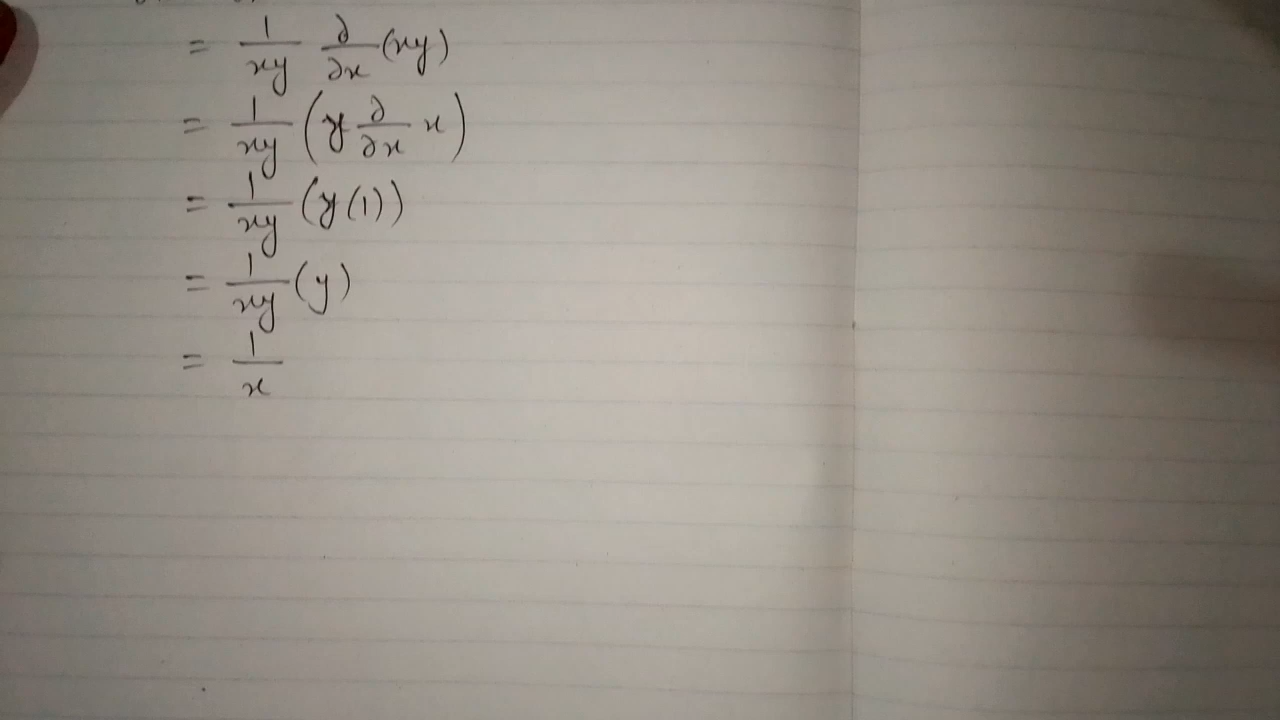 = 1/xy ∂/∂x (xy)
= 1/xy (y ∂/∂x x)
= 1/xy (y(1))
= 1/xy (y)
= 1/x